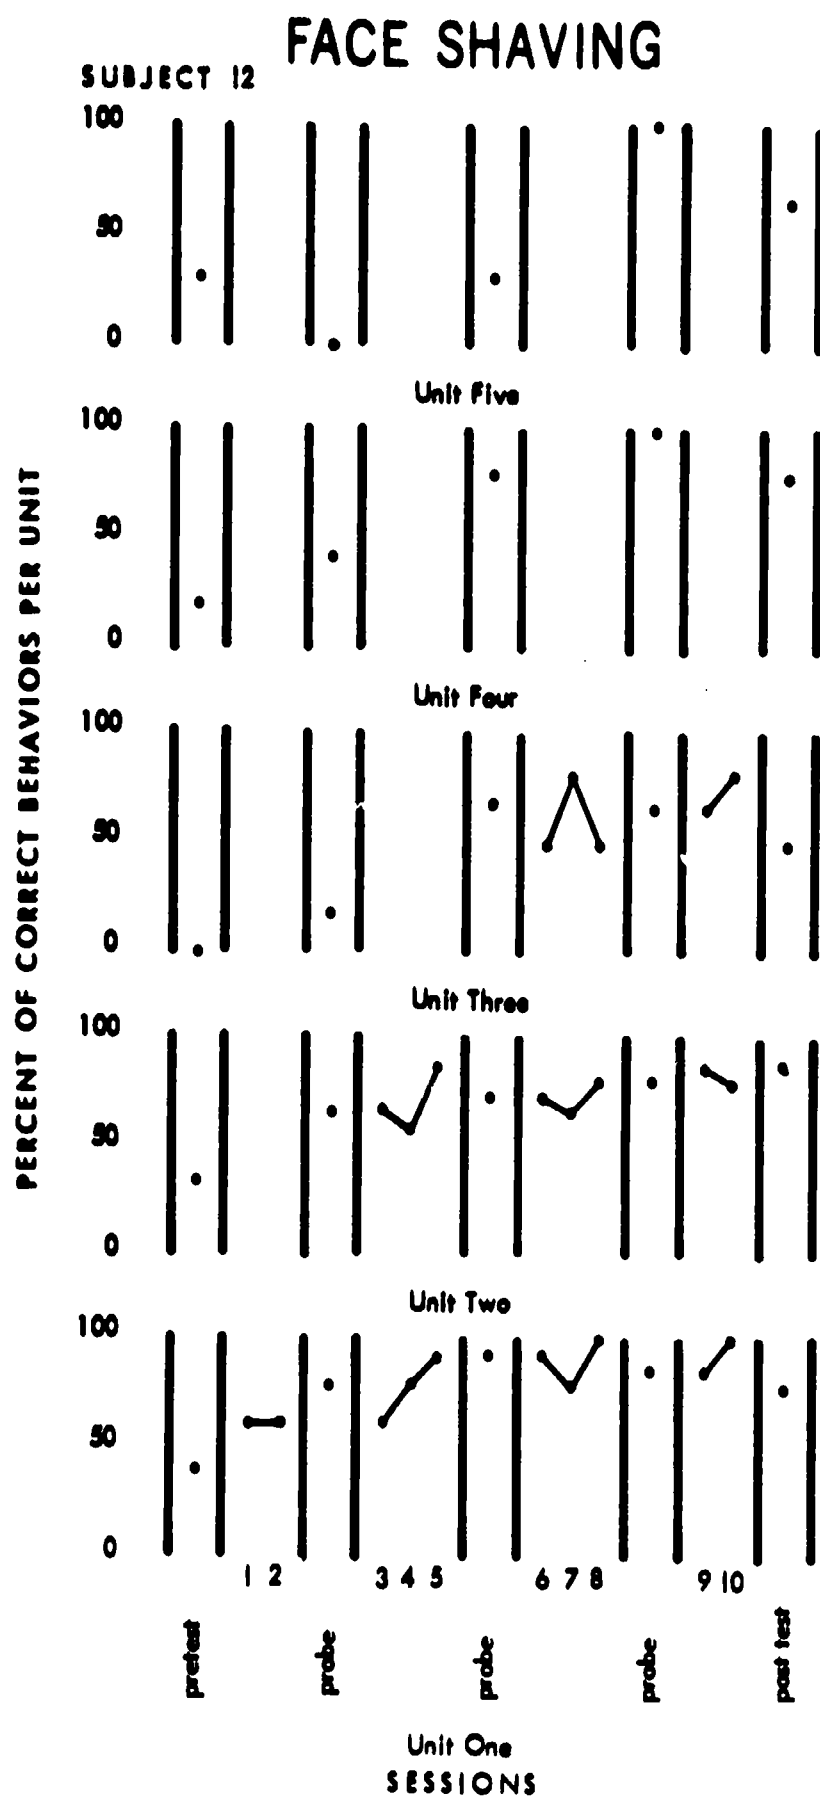 FACE SHAVING
SUBJECT 12
100
50
0
Unit Five
100
50
0
Unit Four
100
50
0
Unit Three
100
50
0
Unit Two
100
50
0
1 2 3 4 5 6 7 8 9 10
pretest probe probe probe post test
Unit One
SESSIONS
PERCENT OF CORRECT BEHAVIORS PER UNIT